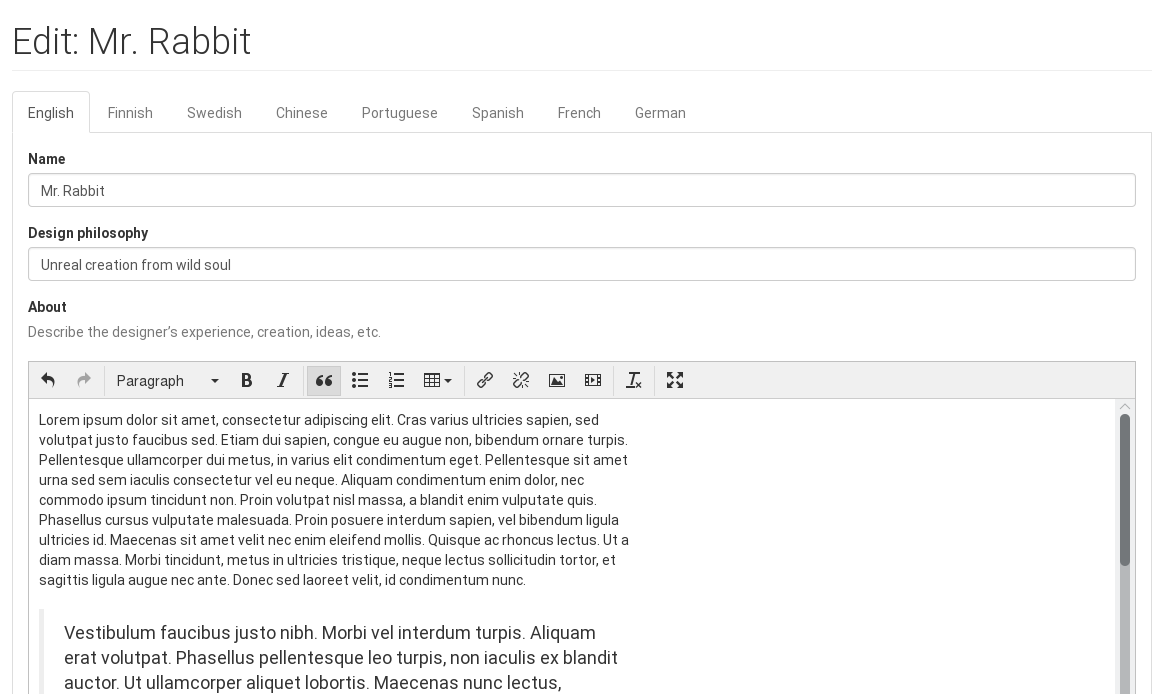 Edit: Mr. Rabbit
English Finnish Swedish Chinese Portuguese Spanish French German
Name
Mr. Rabbit
Design philosophy
Unreal creation from wild soul
About
Describe the designer’s experience, creation, ideas, etc.
Paragraph B I
Lorem ipsum dolor sit amet, consectetur adipiscing elit. Cras varius ultricies sapien, sed
volutpat justo faucibus sed. Etiam dui sapien, congue eu augue non, bibendum ornare turpis.
Pellentesque ullamcorper dui metus, in varius elit condimentum eget. Pellentesque sit amet
urna sed sem iaculis consectetur vel eu neque. Aliquam condimentum enim dolor, nec
commodo ipsum tincidunt non. Proin volutpat nisl massa, a blandit enim vulputate quis.
Phasellus cursus vulputate malesuada. Proin posuere interdum sapien, vel bibendum ligula
ultricies id. Maecenas sit amet velit nec enim eleifend mollis. Quisque ac rhoncus lectus. Ut a
diam massa. Morbi tincidunt, metus in ultricies tristique, neque lectus sollicitudin tortor, et
sagittis ligula augue nec ante. Donec sed laoreet velit, id condimentum nunc.
Vestibulum faucibus justo nibh. Morbi vel interdum turpis. Aliquam
erat volutpat. Phasellus pellentesque leo turpis, non iaculis ex blandit
auctor. Ut ullamcorper aliquet lobortis. Maecenas nunc lectus,